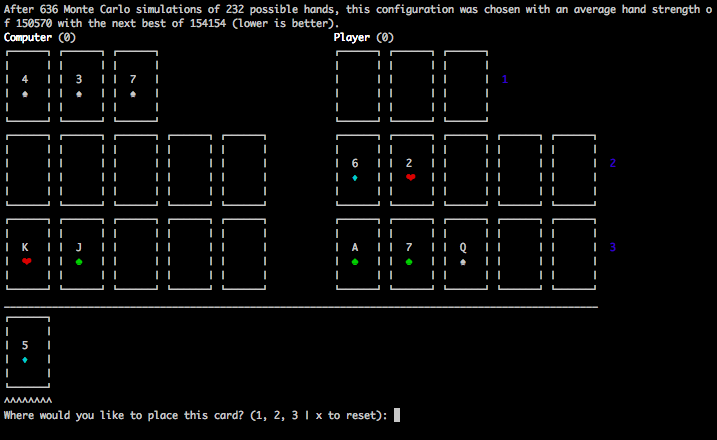 After 636 Monte Carlo simulations of 232 possible hands, this configuration was chosen with an average hand strength o
f 150570 with the next best of 154154 (lower is better).
Computer (0) Player (0)
4 3 7 1
♠ ♠ ♠
6 2 2
♦ ♥
K J A 7 Q 3
♥ ♣ ♣ ♣ ♠
5
♦
^^^^^^^^
Where would you like to place this card? (1, 2, 3 | x to reset):